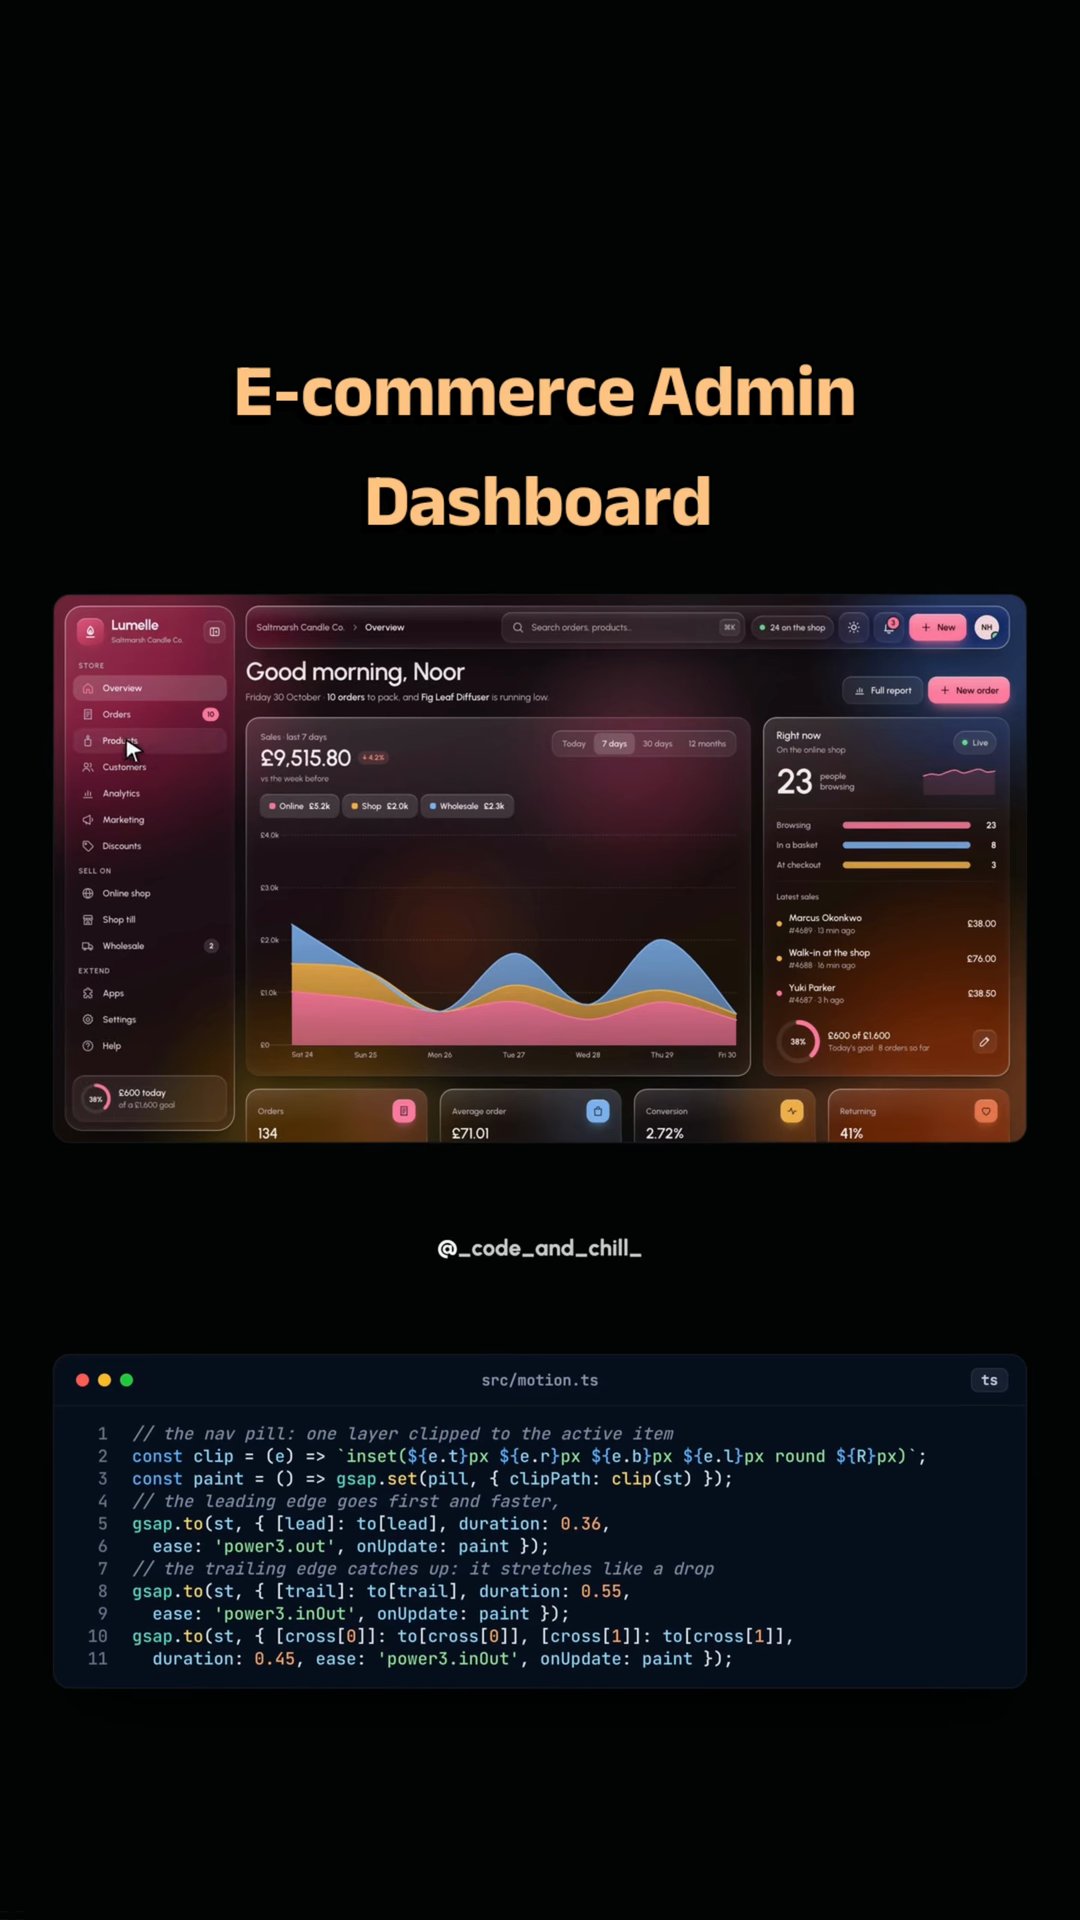 E-commerce Admin
Dashboard
Lumelle
Saltmarsh Candle Co.
STORE
Overview
Orders 10
Products
Customers
Analytics
Marketing
Discounts
SELL ON
Online shop
Shop till
Wholesale 2
EXTEND
Apps
Settings
Help
38% £600 today
of a £1,600 goal
Saltmarsh Candle Co. > Overview
Search orders, products.. ⌘K
24 on the shop
3
+ New
NH
Good morning, Noor
Friday 30 October · 10 orders to pack, and Fig Leaf Diffuser is running low.
Full report
+ New order
Sales · last 7 days
£9,515.80 ↓ 4.2%
vs the week before
Today 7 days 30 days 12 months
Online £5.2k Shop £2.0k Wholesale £2.3k
£4.0k
£3.0k
£2.0k
£1.0k
£0
Sat 24 Sun 25 Mon 26 Tue 27 Wed 28 Thu 29 Fri 30
Right now
On the online shop
Live
23 people
browsing
Browsing 23
In a basket 8
At checkout 3
Latest sales
Marcus Okonkwo £38.00
#4689 · 13 min ago
Walk-in at the shop £76.00
#4688 · 16 min ago
Yuki Parker £38.50
#4687 · 3 h ago
38% £600 of £1,600
Today's goal · 8 orders so far
Orders
134
Average order
£71.01
Conversion
2.72%
Returning
41%
@_code_and_chill_
src/motion.ts
ts
1 // the nav pill: one layer clipped to the active item
2 const clip = (e) => `inset(${e.t}px ${e.r}px ${e.b}px ${e.l}px round ${R}px)`;
3 const paint = () => gsap.set(pill, { clipPath: clip(st) });
4 // the leading edge goes first and faster,
5 gsap.to(st, { [lead]: to[lead], duration: 0.36,
6 ease: 'power3.out', onUpdate: paint });
7 // the trailing edge catches up: it stretches like a drop
8 gsap.to(st, { [trail]: to[trail], duration: 0.55,
9 ease: 'power3.inOut', onUpdate: paint });
10 gsap.to(st, { [cross[0]]: to[cross[0]], [cross[1]]: to[cross[1]],
11 duration: 0.45, ease: 'power3.inOut', onUpdate: paint });